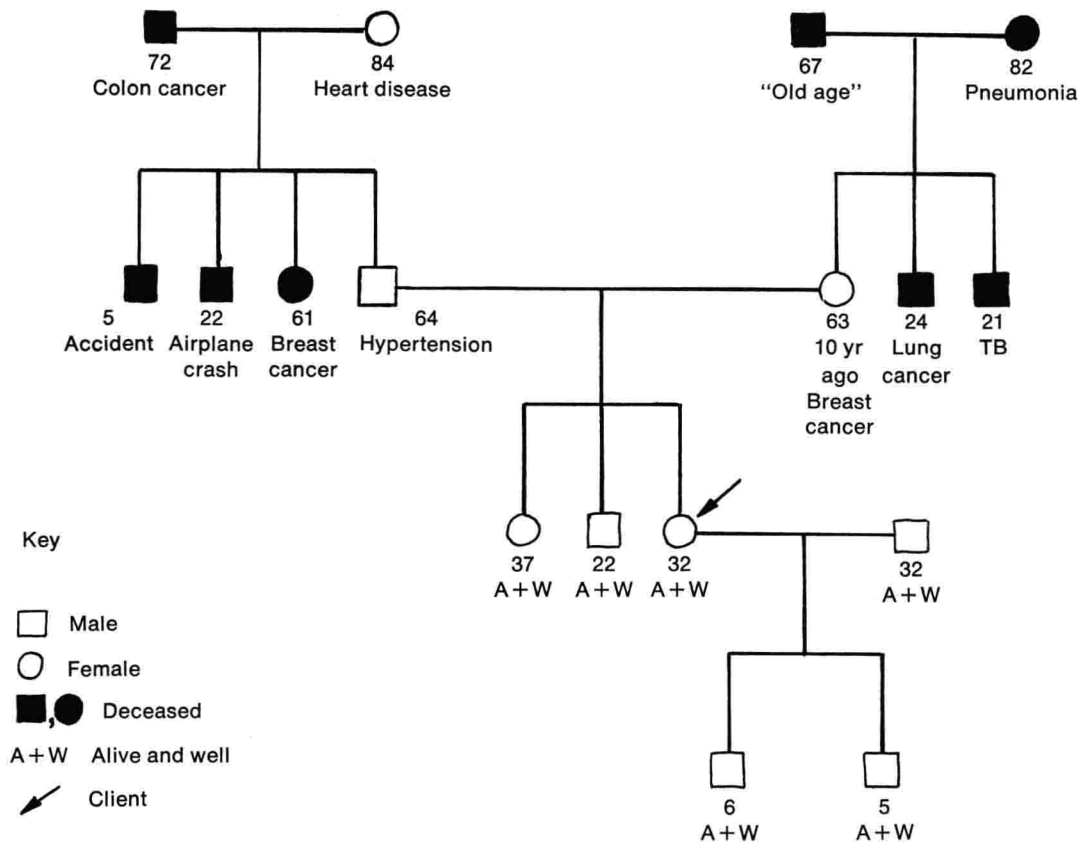 72
Colon cancer
84
Heart disease
67
"Old age"
82
Pneumonia
5
Accident
22
Airplane
crash
61
Breast
cancer
64
Hypertension
63
10 yr
ago
Breast
cancer
24
Lung
cancer
21
TB
37
A+W
22
A+W
32
A+W
32
A+W
6
A+W
5
A+W
Key
Male
Female
, Deceased
A+W Alive and well
Client